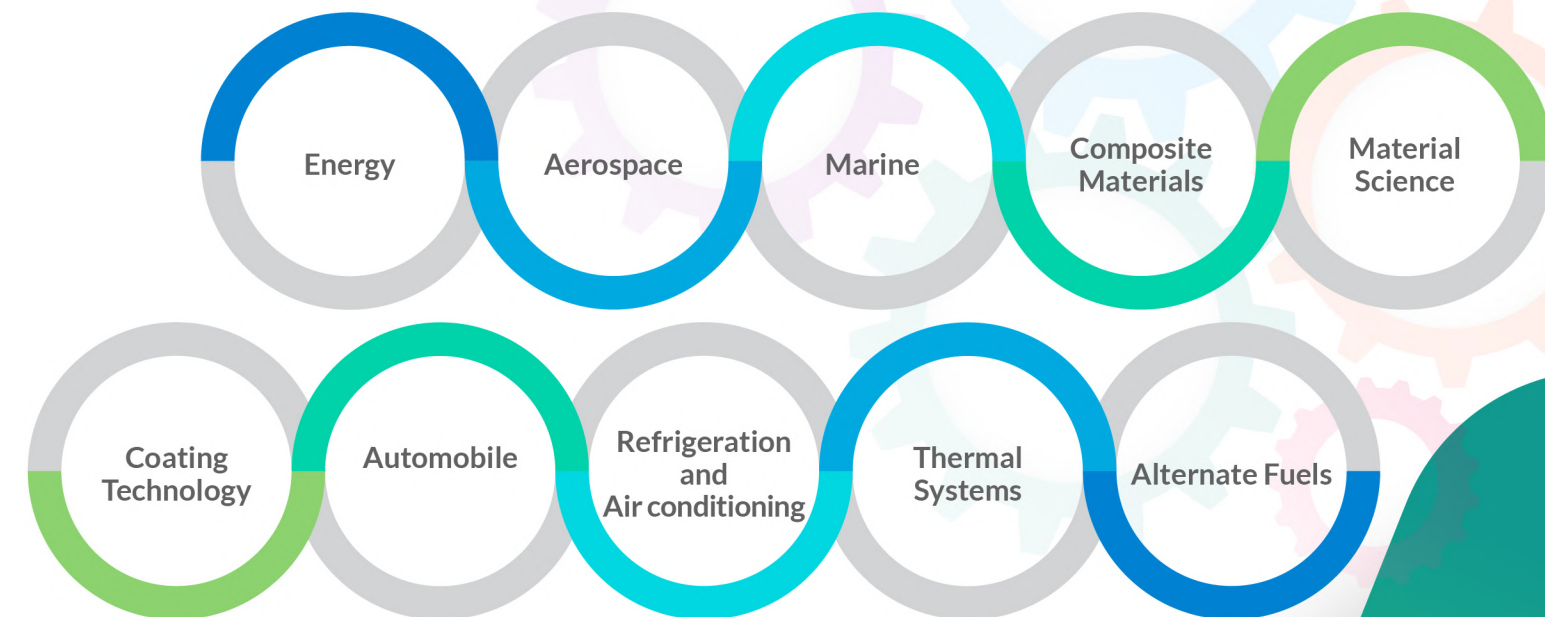 Energy
Aerospace
Marine
Composite
Materials
Material
Science
Coating
Technology
Automobile
Refrigeration
and
Air conditioning
Thermal
Systems
Alternate Fuels